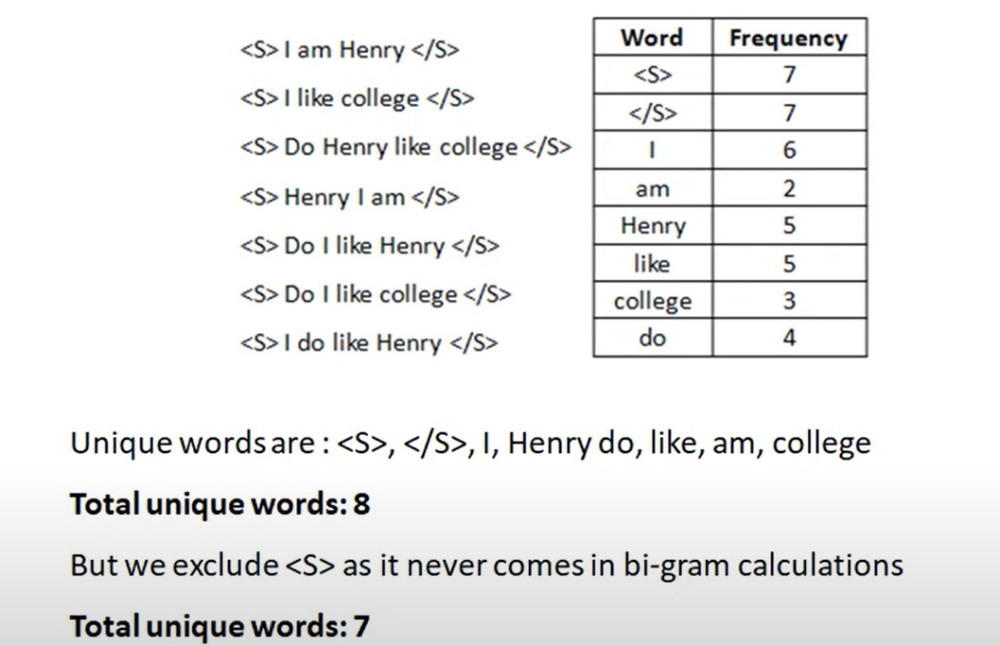 <S> I am Henry </S>
<S> I like college </S>
<S> Do Henry like college </S>
<S> Henry I am </S>
<S> Do I like Henry </S>
<S> Do I like college </S>
<S> I do like Henry </S>
Word Frequency
<S> 7
</S> 7
I 6
am 2
Henry 5
like 5
college 3
do 4
Unique words are : <S>, </S>, I, Henry do, like, am, college
Total unique words: 8
But we exclude <S> as it never comes in bi-gram calculations
Total unique words: 7